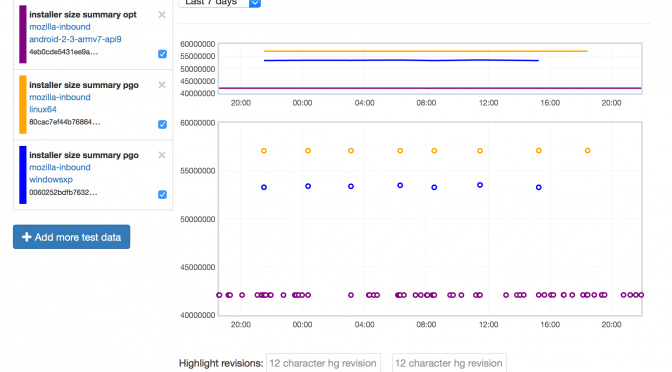 Last 7 days
installer size summary opt ×
mozilla-inbound
android-2-3-armv7-api9
4eb0cde5431ee9a...
installer size summary pgo ×
mozilla-inbound
linux64
80cac7ef44b76864...
installer size summary pgo ×
mozilla-inbound
windowsxp
0060252bdfb7632...
+ Add more test data
60000000
55000000
50000000
45000000
40000000
20:00 00:00 04:00 08:00 12:00 16:00 20:00
60000000
55000000
50000000
45000000
40000000
20:00 00:00 04:00 08:00 12:00 16:00 20:00
Highlight revisions: 12 character hg revision 12 character hg revision